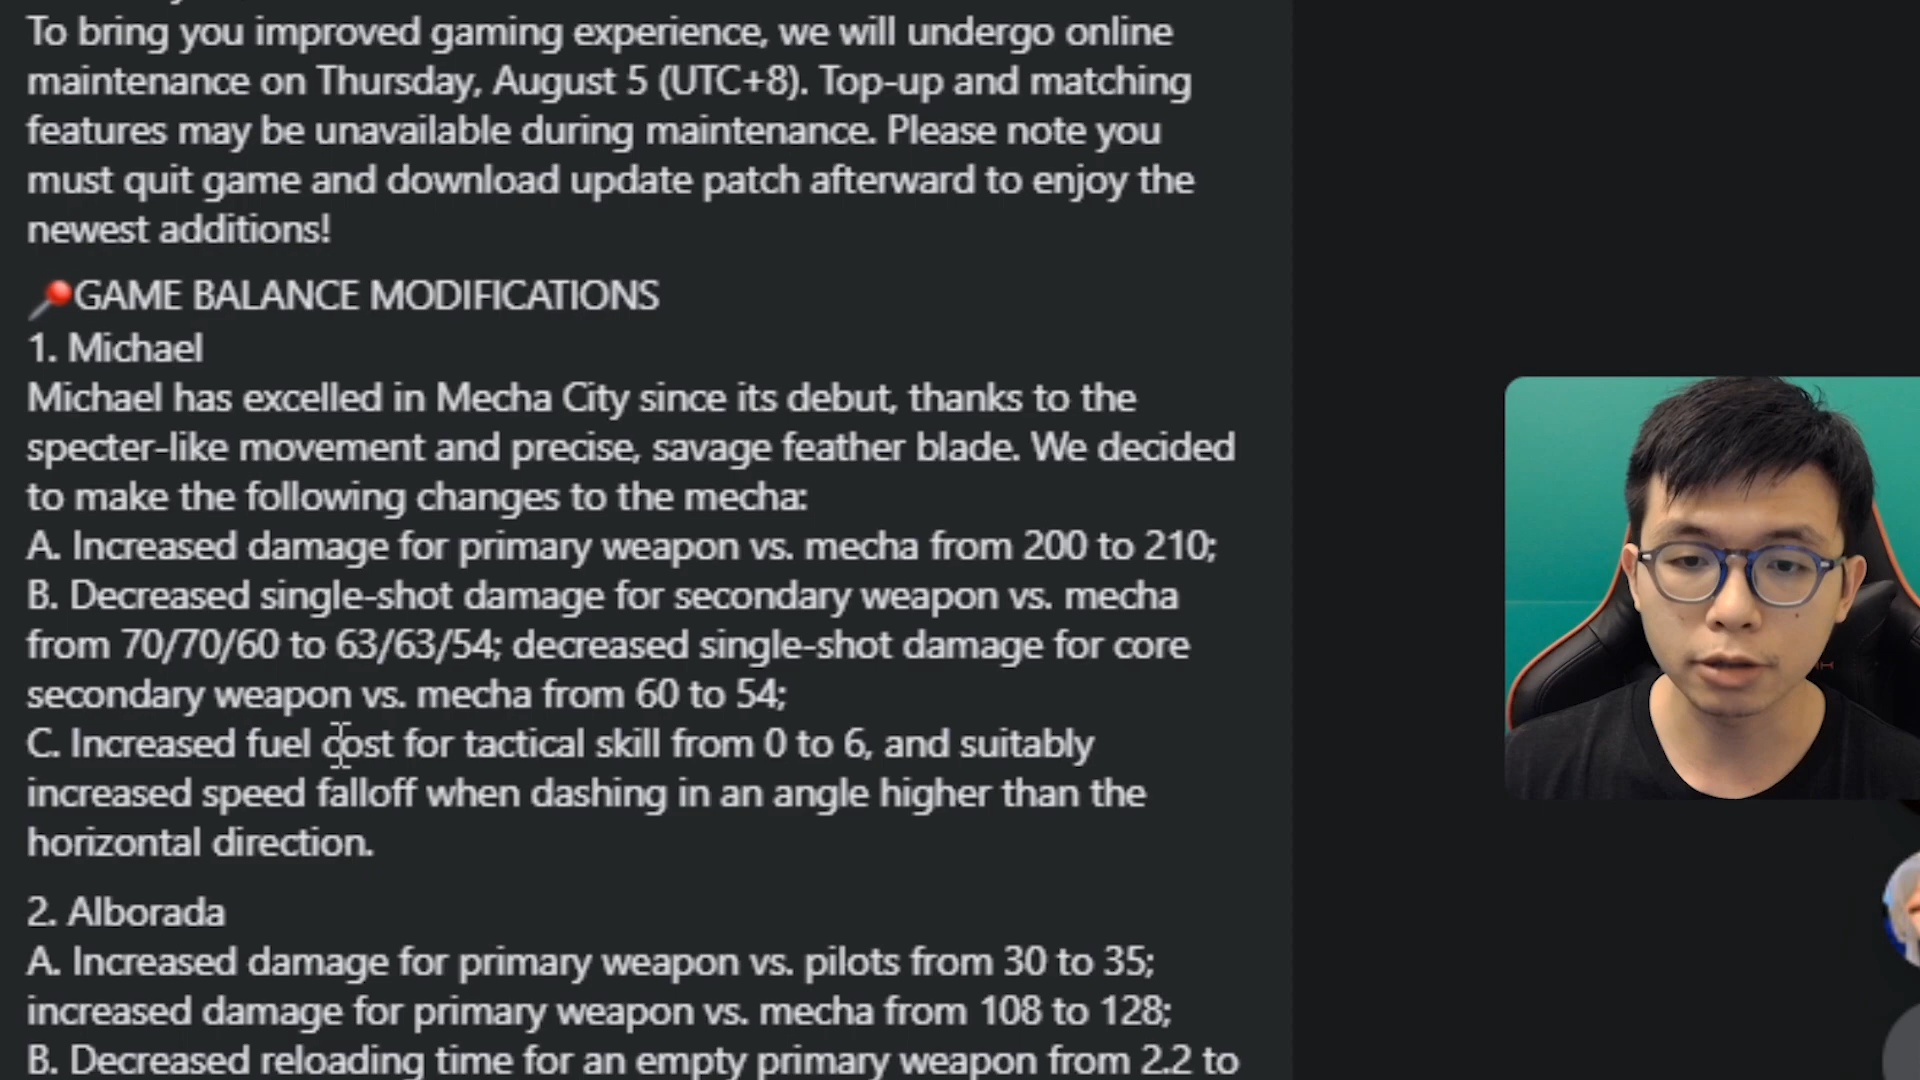 To bring you improved gaming experience, we will undergo online
maintenance on Thursday, August 5 (UTC+8). Top-up and matching
features may be unavailable during maintenance. Please note you
must quit game and download update patch afterward to enjoy the
newest additions!
GAME BALANCE MODIFICATIONS
1. Michael
Michael has excelled in Mecha City since its debut, thanks to the
specter-like movement and precise, savage feather blade. We decided
to make the following changes to the mecha:
A. Increased damage for primary weapon vs. mecha from 200 to 210;
B. Decreased single-shot damage for secondary weapon vs. mecha
from 70/70/60 to 63/63/54; decreased single-shot damage for core
secondary weapon vs. mecha from 60 to 54;
C. Increased fuel cost for tactical skill from 0 to 6, and suitably
increased speed falloff when dashing in an angle higher than the
horizontal direction.
2. Alborada
A. Increased damage for primary weapon vs. pilots from 30 to 35;
increased damage for primary weapon vs. mecha from 108 to 128;
B. Decreased reloading time for an empty primary weapon from 2.2 to